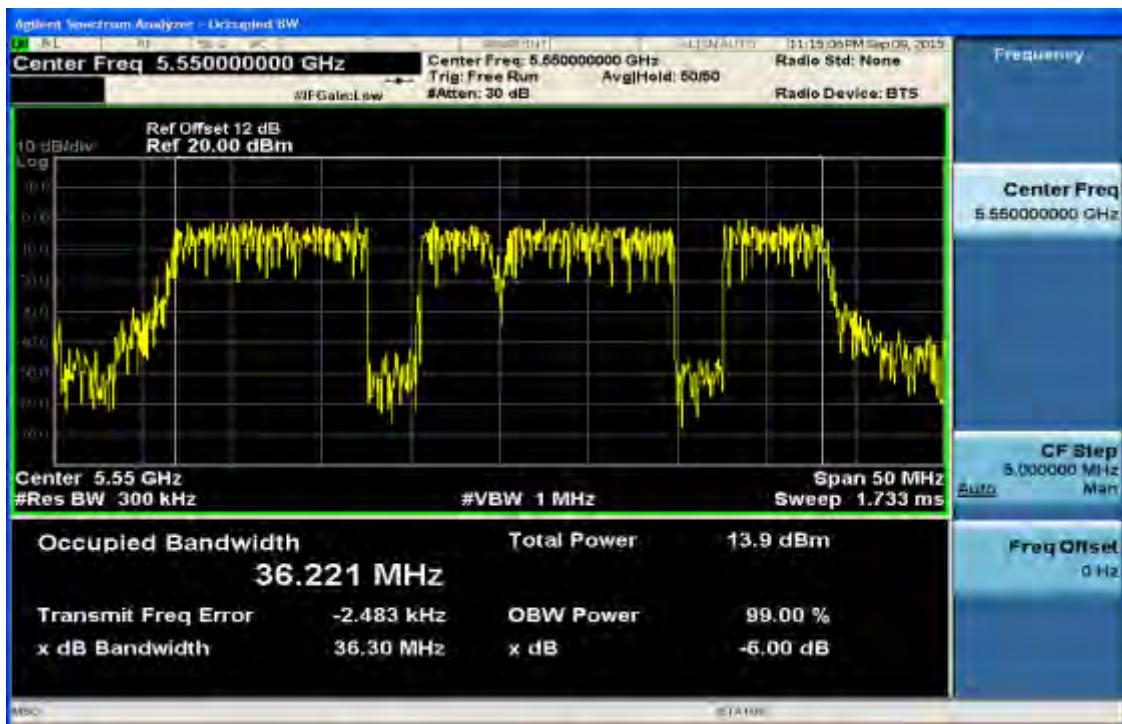 Agilent Spectrum Analyzer - Occupied BW
RL RF 11:15:06 PM Sep 09, 2015
Center Freq 5.550000000 GHz Center Freq: 5.550000000 GHz Radio Std: None Frequency
Trig: Free Run Avg|Hold: 50/50
#IFGain:Low #Atten: 30 dB Radio Device: BTS
Ref Offset 12 dB
10 dB/div Ref 20.00 dBm
Log
Center Freq
5.550000000 GHz
Center 5.55 GHz Span 50 MHz
#Res BW 300 kHz #VBW 1 MHz Sweep 1.733 ms
CF Step
5.000000 MHz
Auto Man
Occupied Bandwidth Total Power 13.9 dBm
36.221 MHz
Freq Offset
0 Hz
Transmit Freq Error -2.483 kHz OBW Power 99.00 %
x dB Bandwidth 36.30 MHz x dB -6.00 dB
MSG STATUS